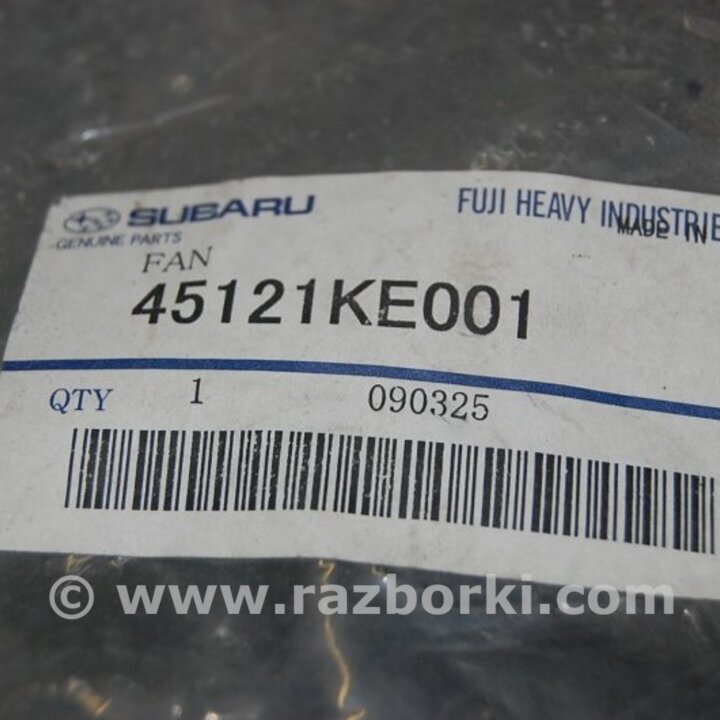 SUBARU FUJI HEAVY INDUSTRIE
GENUINE PARTS MADE IN
FAN
45121KE001
QTY 1 090325
© www.razborki.com